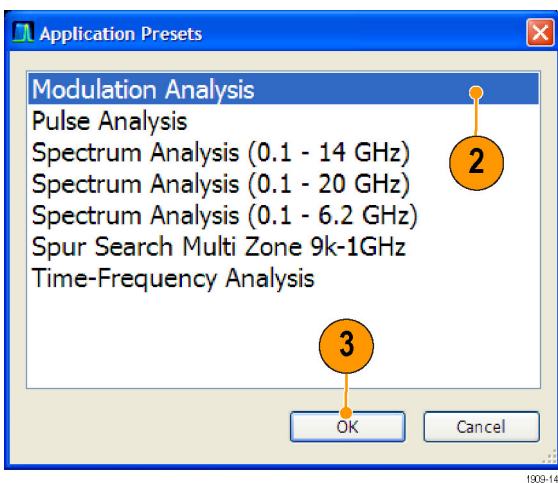 Application Presets
Modulation Analysis
2
Pulse Analysis
Spectrum Analysis (0.1 - 14 GHz)
Spectrum Analysis (0.1 - 20 GHz)
Spectrum Analysis (0.1 - 6.2 GHz)
Spur Search Multi Zone 9k-1GHz
Time-Frequency Analysis
3
OK Cancel
1909-14